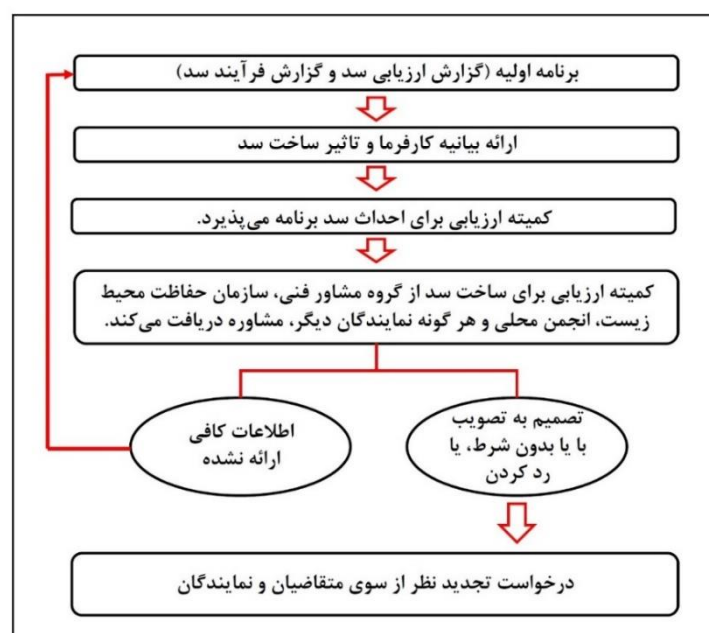 برنامه اولیه (گزارش ارزیابی سد و گزارش فرآیند سد)
ارائه بیانیه کارفرما و تاثیر ساخت سد
کمیته ارزیابی برای احداث سد برنامه می‌پذیرد.
کمیته ارزیابی برای ساخت سد از گروه مشاور فنی، سازمان حفاظت محیط
زیست، انجمن محلی و هر گونه نمایندگان دیگر، مشاوره دریافت می‌کند.
تصمیم به تصویب
با یا بدون شرط، یا
رد کردن
اطلاعات کافی
ارائه نشده
درخواست تجدید نظر از سوی متقاضیان و نمایندگان